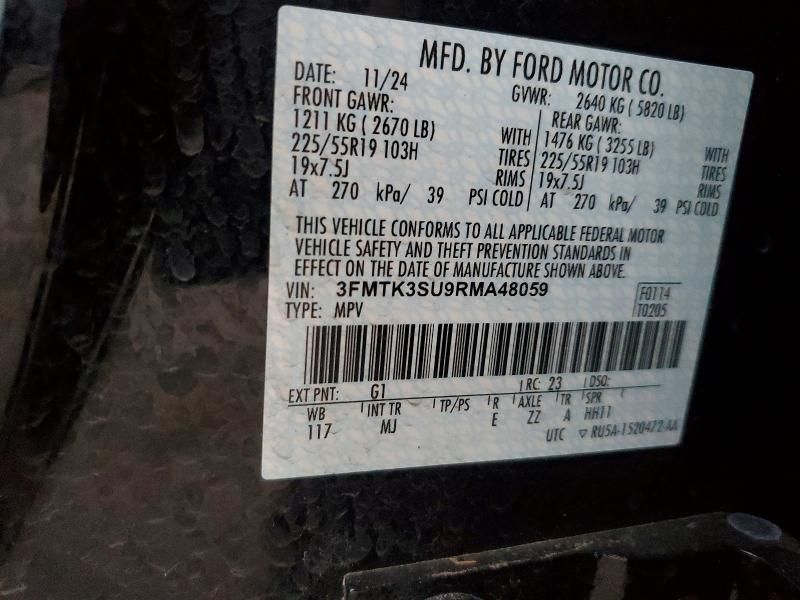 MFD. BY FORD MOTOR CO.
DATE: 11/24 GVWR: 2640 KG ( 5820 LB)
FRONT GAWR: REAR GAWR:
1211 KG ( 2670 LB) WITH 1476 KG ( 3255 LB) WITH
225/55R19 103H TIRES 225/55R19 103H TIRES
19x7.5J RIMS 19x7.5J RIMS
AT 270 kPa/ 39 PSI COLD AT 270 kPa/ 39 PSI COLD
THIS VEHICLE CONFORMS TO ALL APPLICABLE FEDERAL MOTOR
VEHICLE SAFETY AND THEFT PREVENTION STANDARDS IN
EFFECT ON THE DATE OF MANUFACTURE SHOWN ABOVE.
VIN: 3FMTK3SU9RMA48059 F0114
TYPE: MPV T0205
EXT PNT: G1 RC: 23 DSO:
WB INT TR TP/PS R AXLE TR SPR
117 MJ E ZZ A HH11
UTC ▽ RU5A-1520472-AA